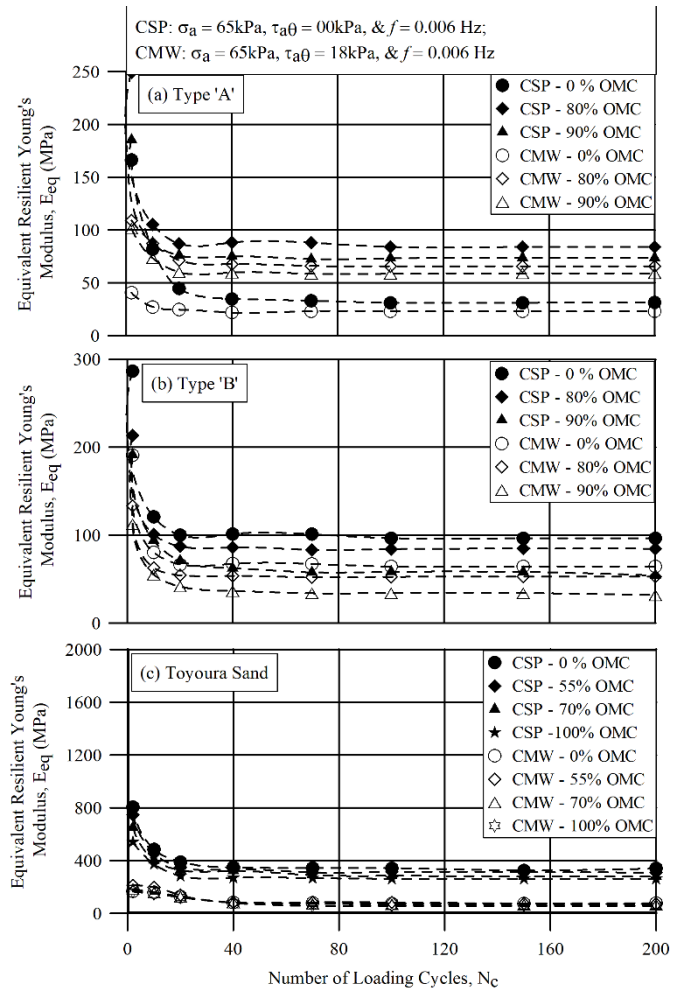 CSP: σa = 65kPa, τaθ = 00kPa, & f = 0.006 Hz;
CMW: σa = 65kPa, τaθ = 18kPa, & f = 0.006 Hz
Equivalent Resilient Young's
Modulus, Eeq (MPa)
250
200
150
100
50
0
(a) Type 'A'
CSP - 0 % OMC
CSP - 80% OMC
CSP - 90% OMC
CMW - 0% OMC
CMW - 80% OMC
CMW - 90% OMC
Equivalent Resilient Young's
Modulus, Eeq (MPa)
300
200
100
0
(b) Type 'B'
CSP - 0 % OMC
CSP - 80% OMC
CSP - 90% OMC
CMW - 0% OMC
CMW - 80% OMC
CMW - 90% OMC
Equivalent Resilient Young's
Modulus, Eeq (MPa)
2000
1600
1200
800
400
0
(c) Toyoura Sand
CSP - 0 % OMC
CSP - 55% OMC
CSP - 70% OMC
CSP -100% OMC
CMW - 0% OMC
CMW - 55% OMC
CMW - 70% OMC
CMW - 100% OMC
0 40 80 120 160 200
Number of Loading Cycles, Nc